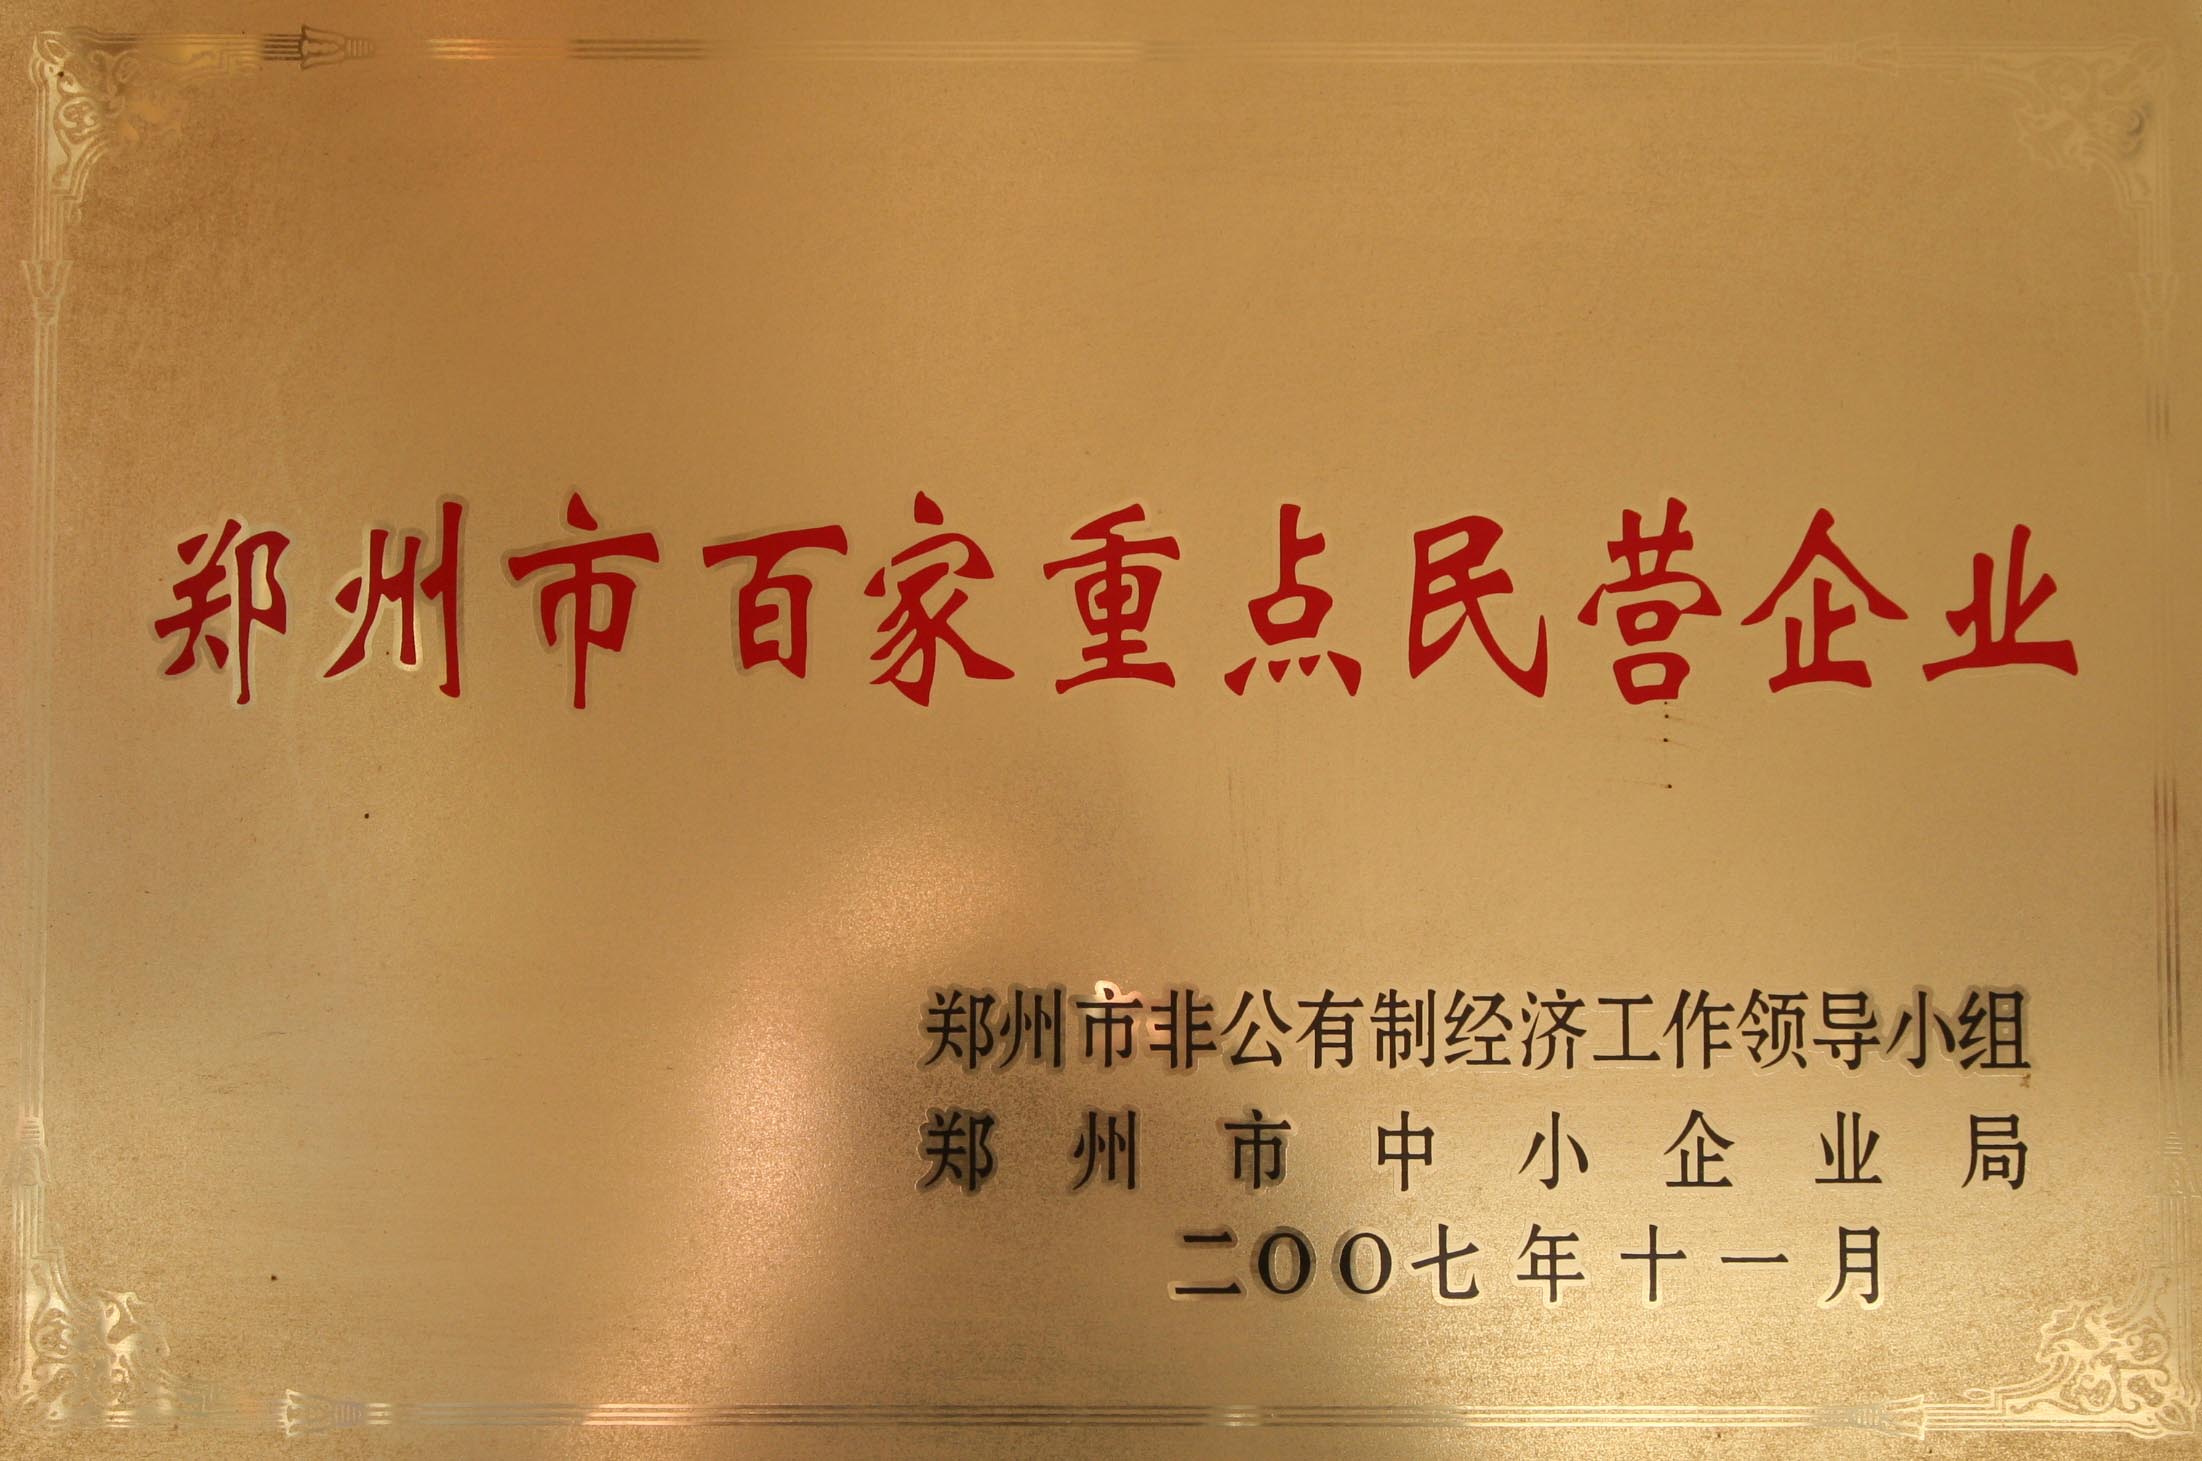 郑州市百家重点民营企业
郑州市非公有制经济工作领导小组
郑州市中小企业局
二〇〇七年十一月